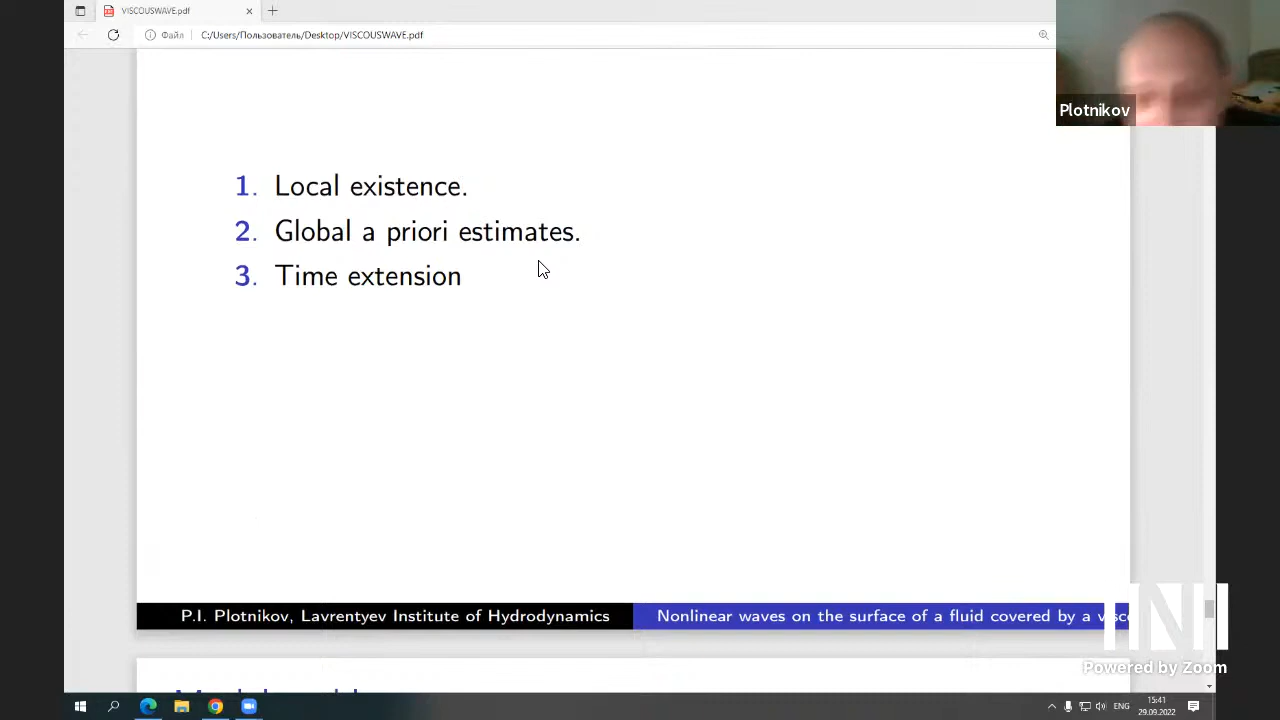 VISCOUSWAVE.pdf
Файл
C:/Users/Пользователь/Desktop/VISCOUSWAVE.pdf
Plotnikov
1. Local existence.
2. Global a priori estimates.
3. Time extension
P.I. Plotnikov, Lavrentyev Institute of Hydrodynamics
Nonlinear waves on the surface of a fluid covered by a visco
Powered by Zoom
ENG
15:41
29.09.2022